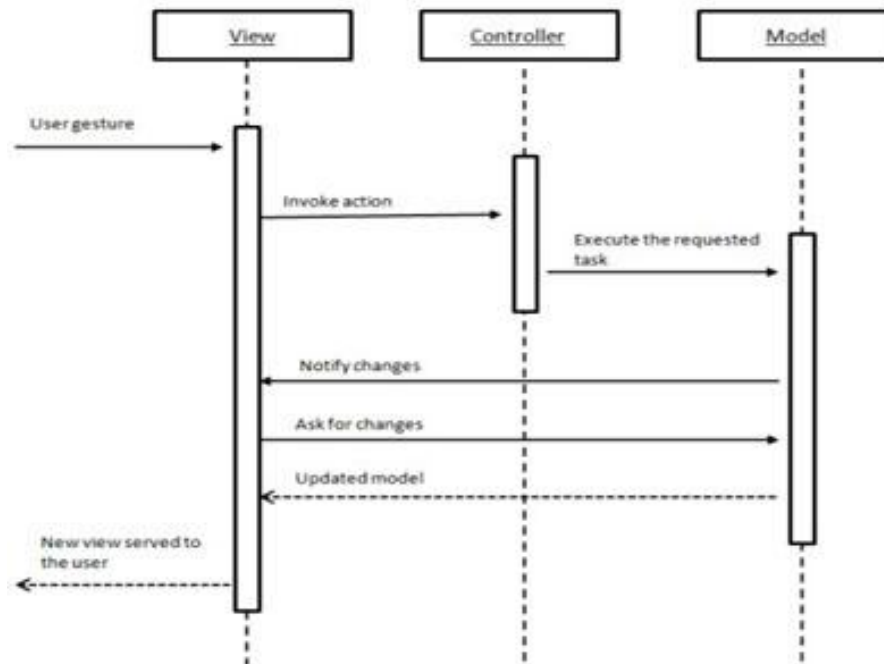 View
Controller
Model
User gesture
Invoke action
Execute the requested
task
Notify changes
Ask for changes
Updated model
New view served to
the user